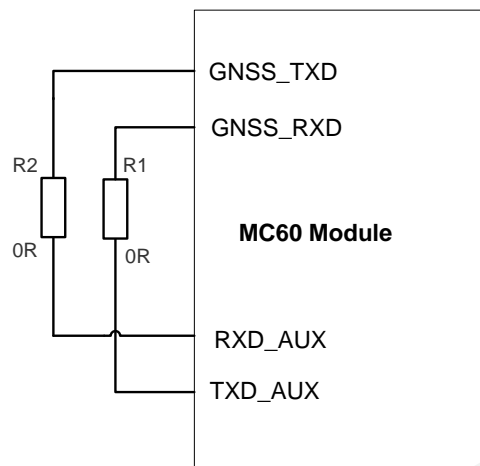 GNSS_TXD
GNSS_RXD
R2
R1
MC60 Module
0R
0R
RXD_AUX
TXD_AUX